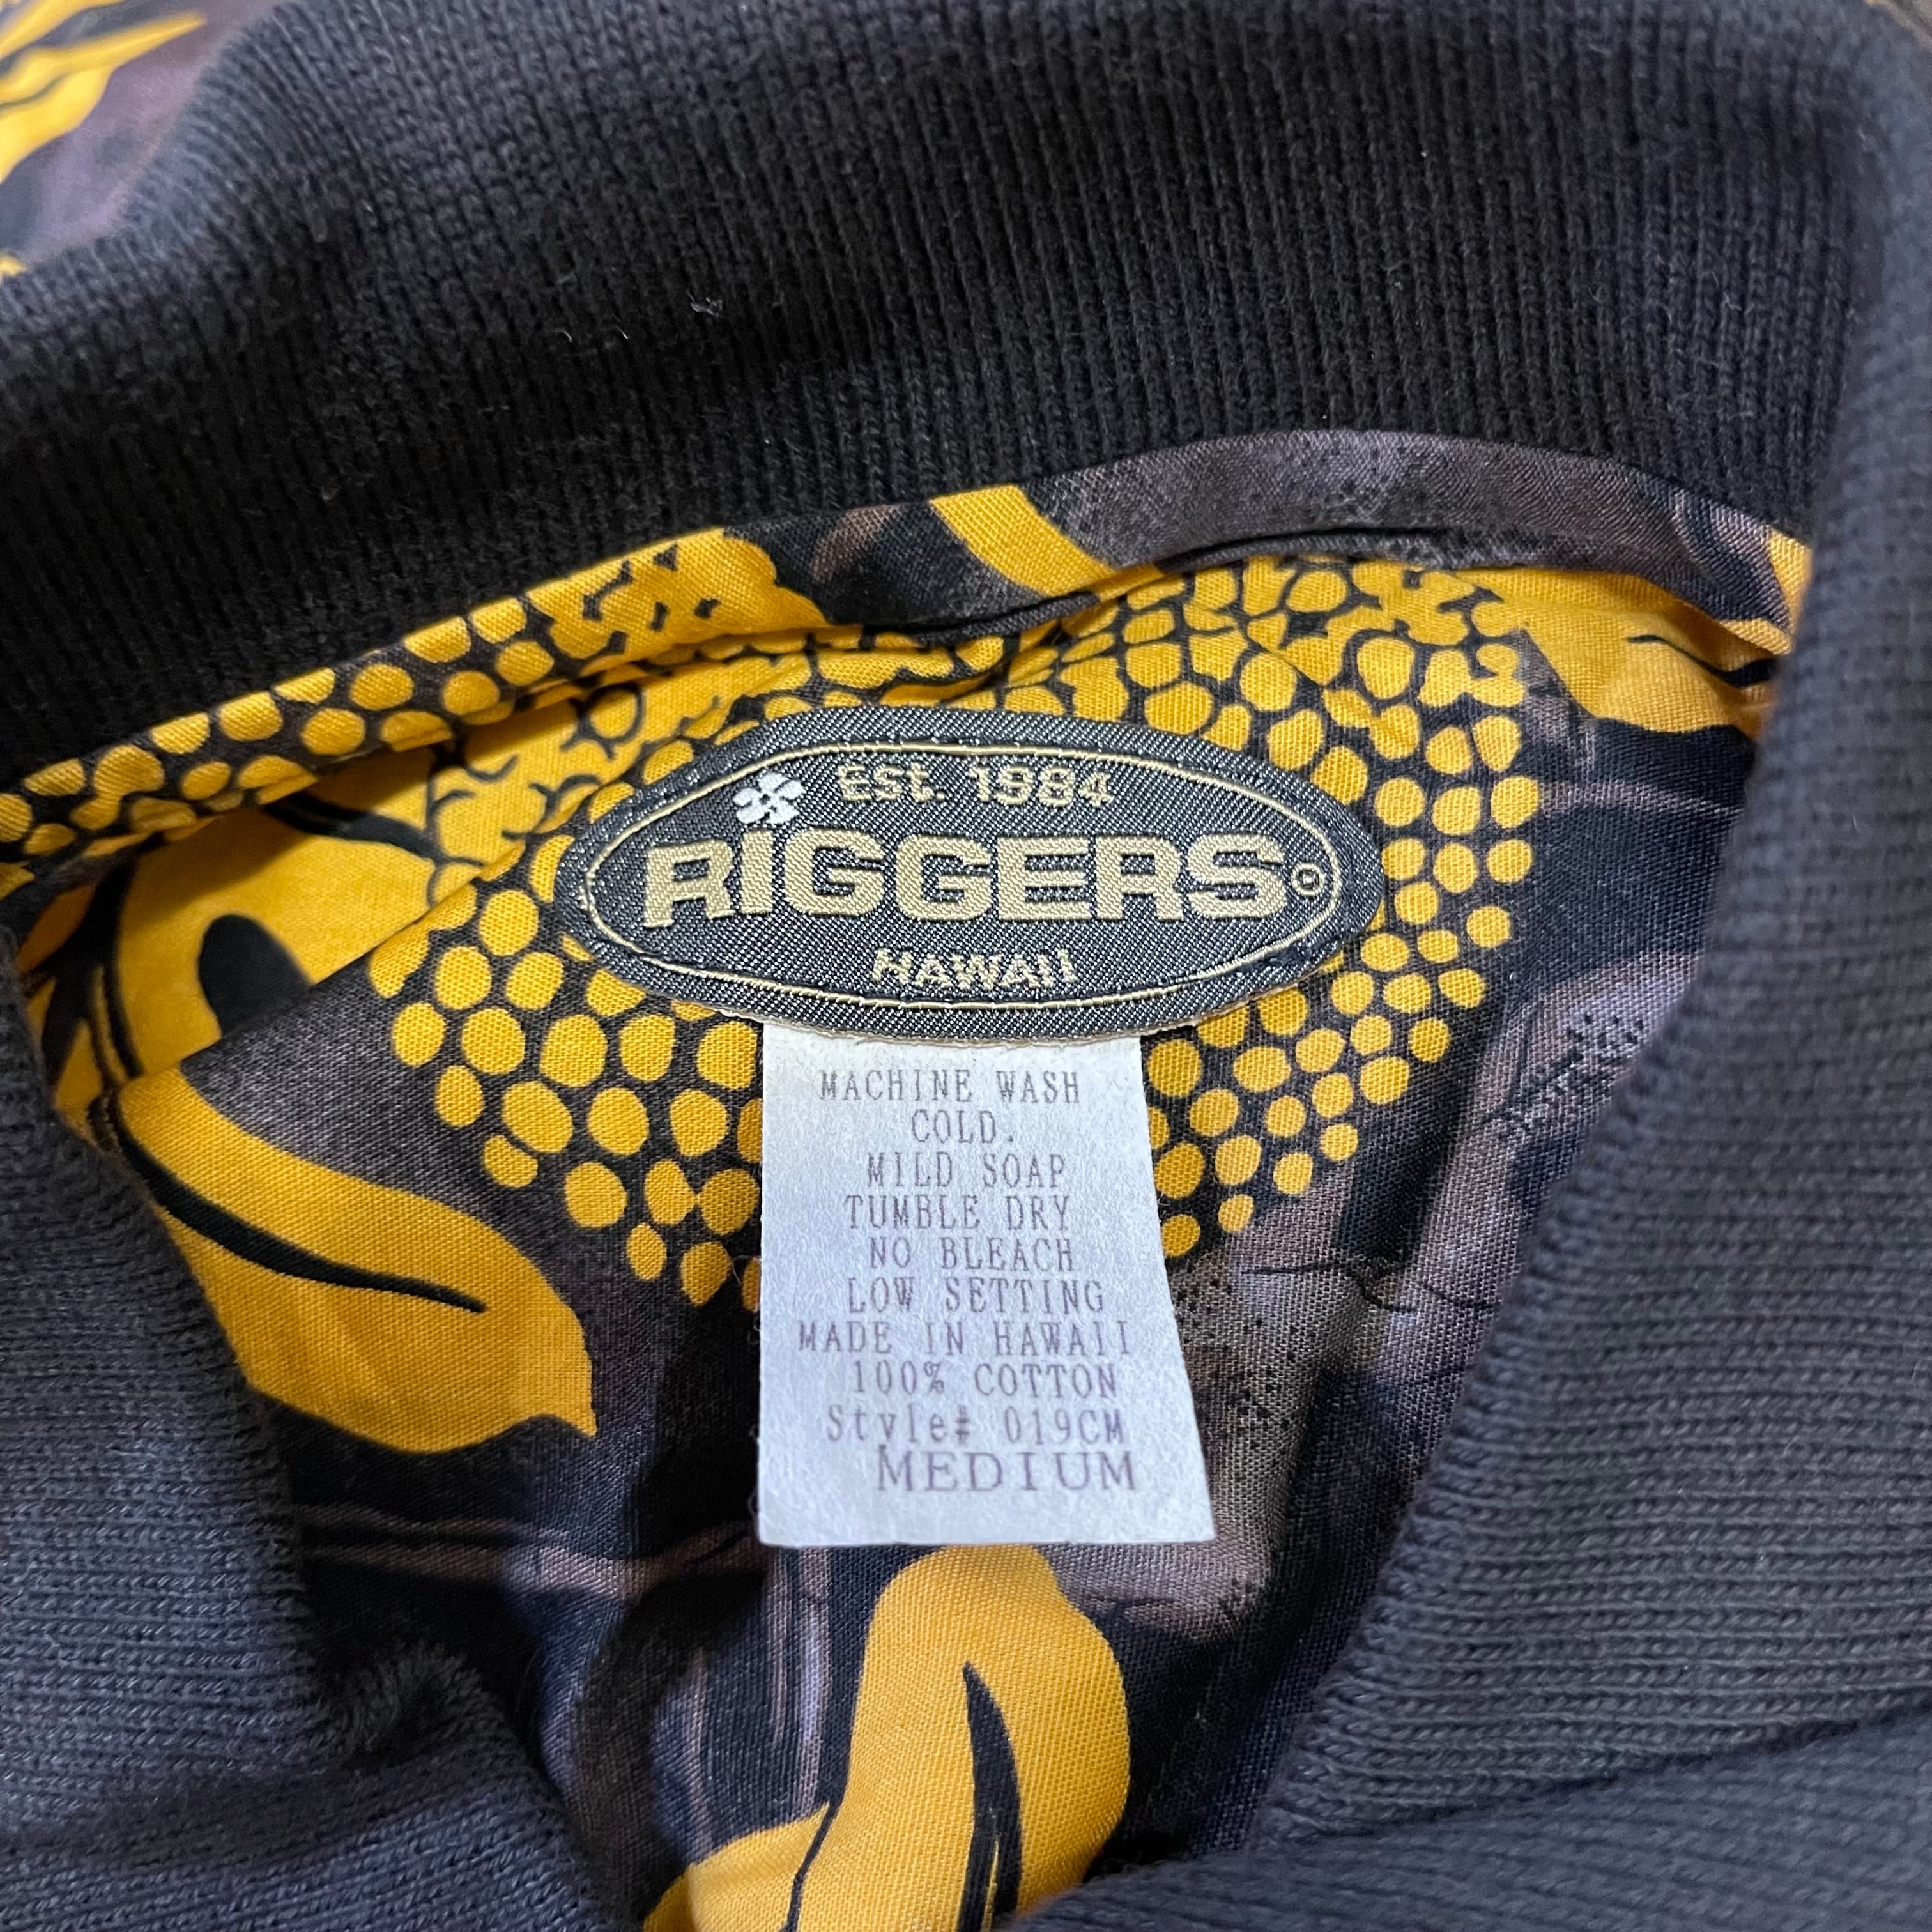 EST. 1984
RIGGERS
HAWAII
MACHINE WASH
COLD.
MILD SOAP
TUMBLE DRY
NO BLEACH
LOW SETTING
MADE IN HAWAII
100% COTTON
Style# 019CM
MEDIUM